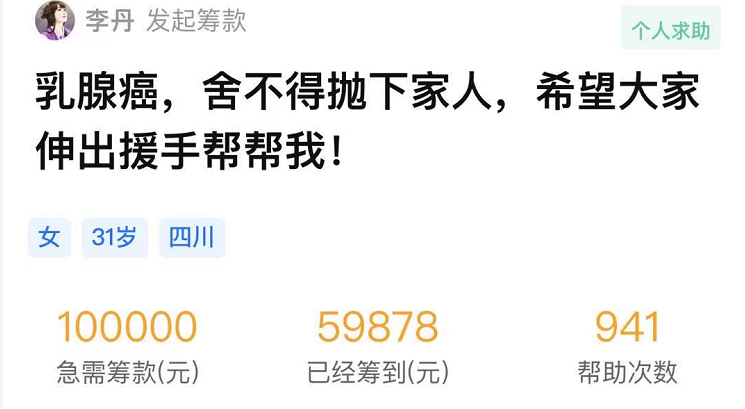 李丹 发起筹款
个人求助
乳腺癌，舍不得抛下家人，希望大家
伸出援手帮帮我！
女 31岁 四川
100000 59878 941
急需筹款(元) 已经筹到(元) 帮助次数